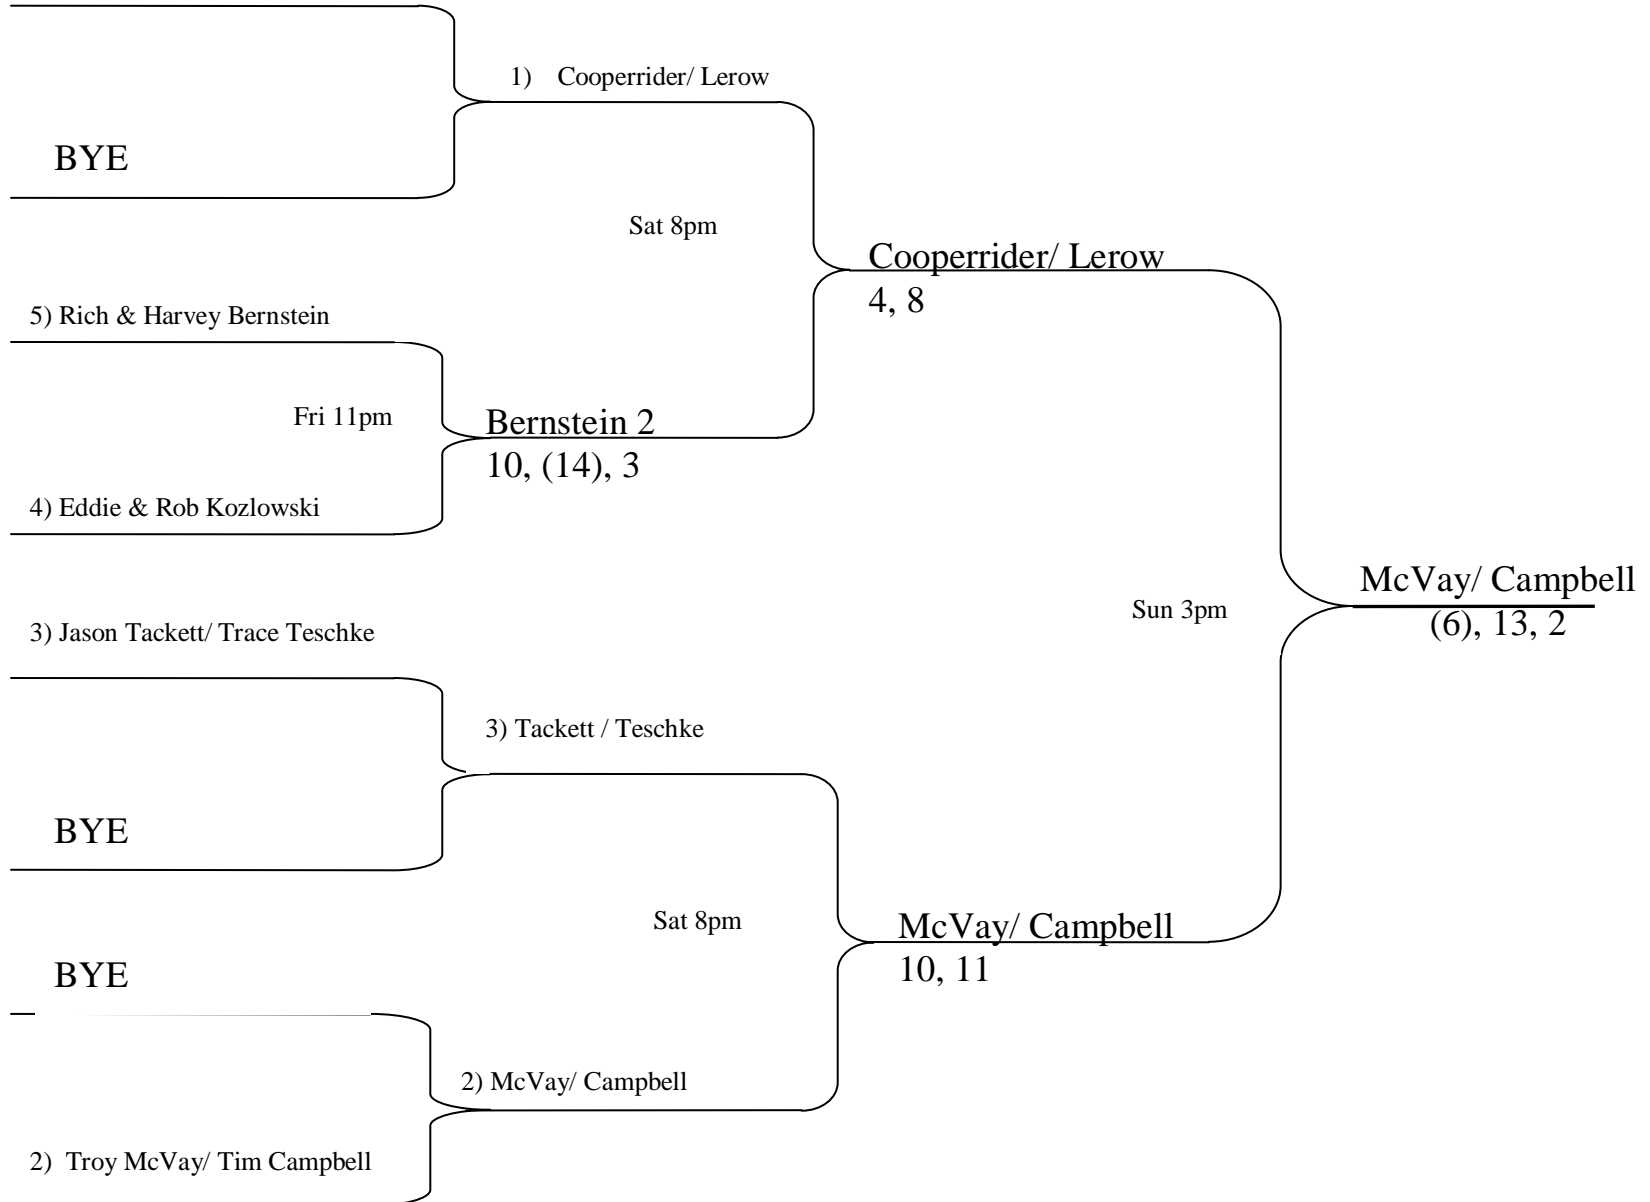 1) Cooperrider/ Lerow
BYE
Sat 8pm
Cooperrider/ Lerow
4, 8
5) Rich & Harvey Bernstein
Fri 11pm
Bernstein 2
10, (14), 3
4) Eddie & Rob Kozlowski
McVay/ Campbell
(6), 13, 2
Sun 3pm
3) Jason Tackett/ Trace Teschke
3) Tackett / Teschke
BYE
Sat 8pm
McVay/ Campbell
10, 11
BYE
2) McVay/ Campbell
2) Troy McVay/ Tim Campbell